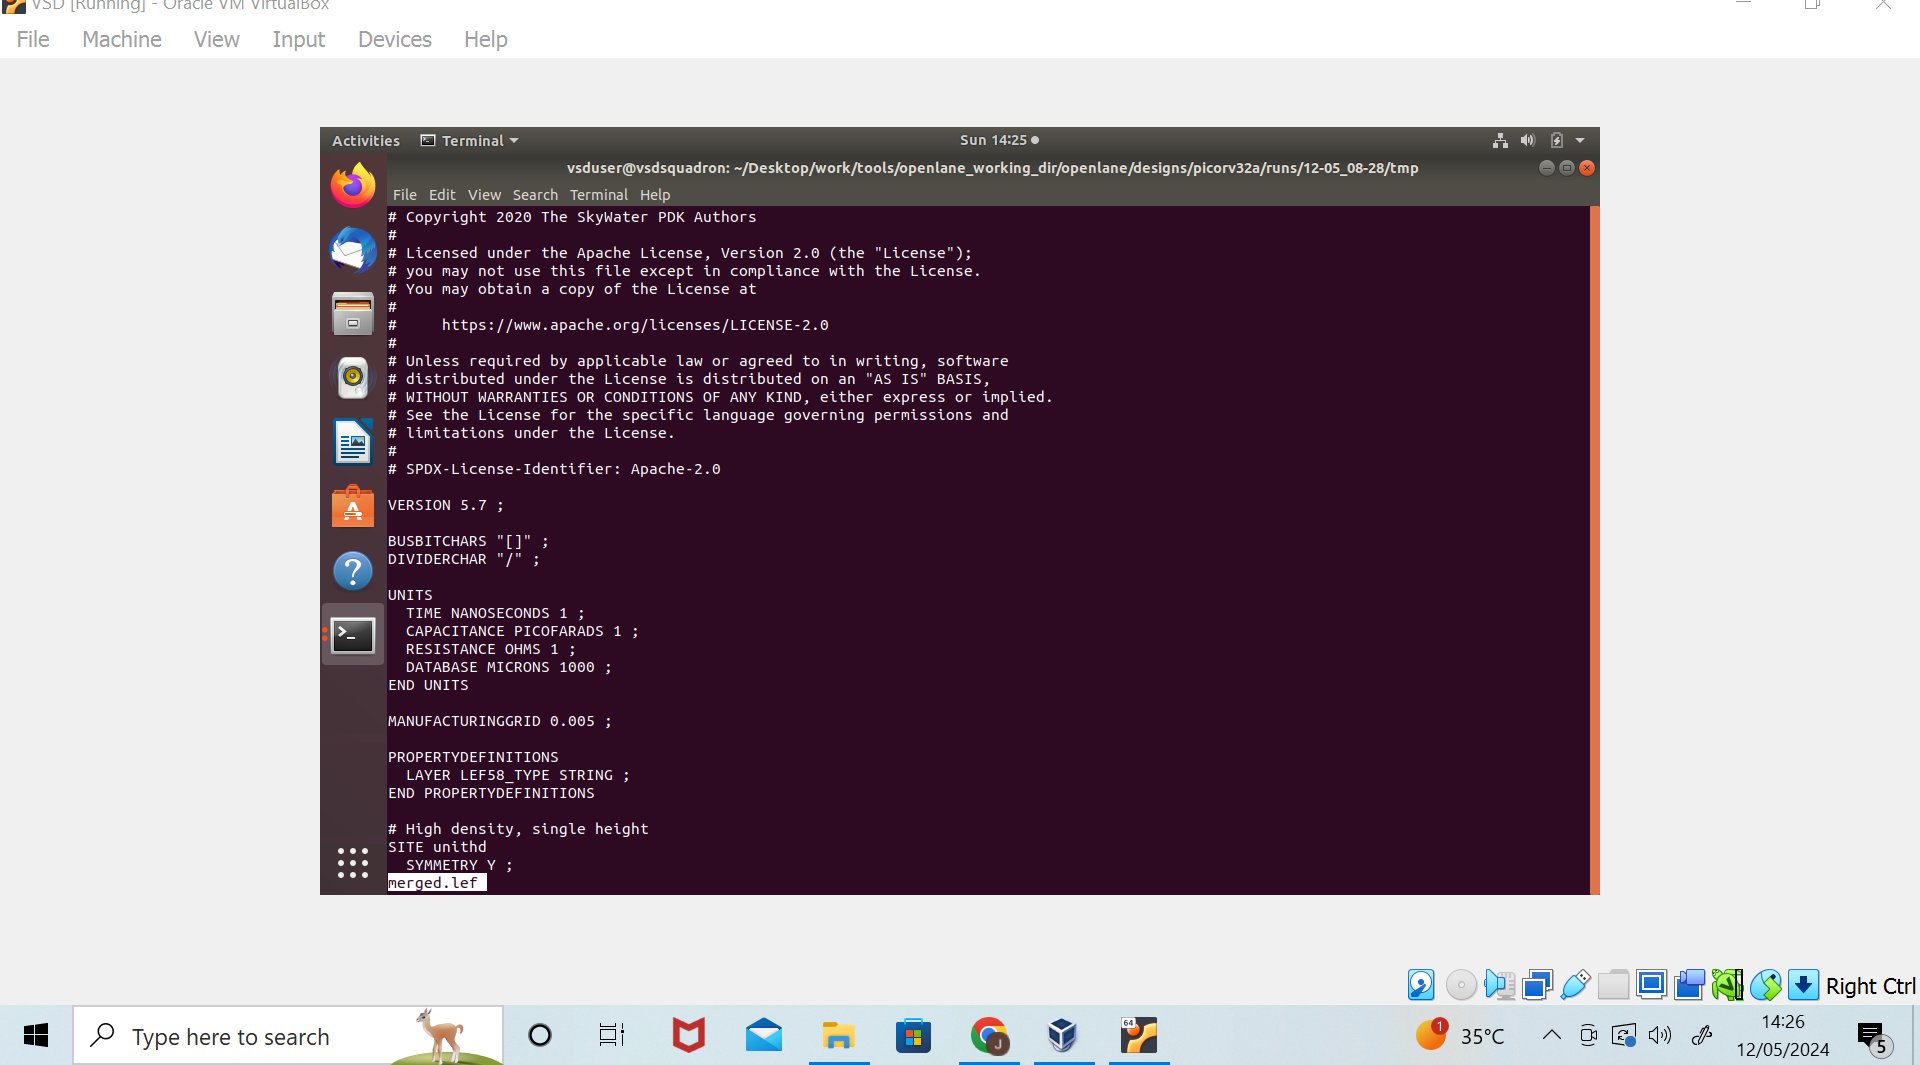 VSD [Running] - Oracle VM VirtualBox
File Machine View Input Devices Help
Activities Terminal Sun 14:25
vsduser@vsdsquadron: ~/Desktop/work/tools/openlane_working_dir/openlane/designs/picorv32a/runs/12-05_08-28/tmp
File Edit View Search Terminal Help
# Copyright 2020 The SkyWater PDK Authors
#
# Licensed under the Apache License, Version 2.0 (the "License");
# you may not use this file except in compliance with the License.
# You may obtain a copy of the License at
#
#     https://www.apache.org/licenses/LICENSE-2.0
#
# Unless required by applicable law or agreed to in writing, software
# distributed under the License is distributed on an "AS IS" BASIS,
# WITHOUT WARRANTIES OR CONDITIONS OF ANY KIND, either express or implied.
# See the License for the specific language governing permissions and
# limitations under the License.
#
# SPDX-License-Identifier: Apache-2.0
VERSION 5.7 ;
BUSBITCHARS "[]" ;
DIVIDERCHAR "/" ;
UNITS
  TIME NANOSECONDS 1 ;
  CAPACITANCE PICOFARADS 1 ;
  RESISTANCE OHMS 1 ;
  DATABASE MICRONS 1000 ;
END UNITS
MANUFACTURINGGRID 0.005 ;
PROPERTYDEFINITIONS
  LAYER LEF58_TYPE STRING ;
END PROPERTYDEFINITIONS
# High density, single height
SITE unithd
  SYMMETRY Y ;
merged.lef
Right Ctrl
Type here to search
64
J
1
35°C
14:26
12/05/2024
5